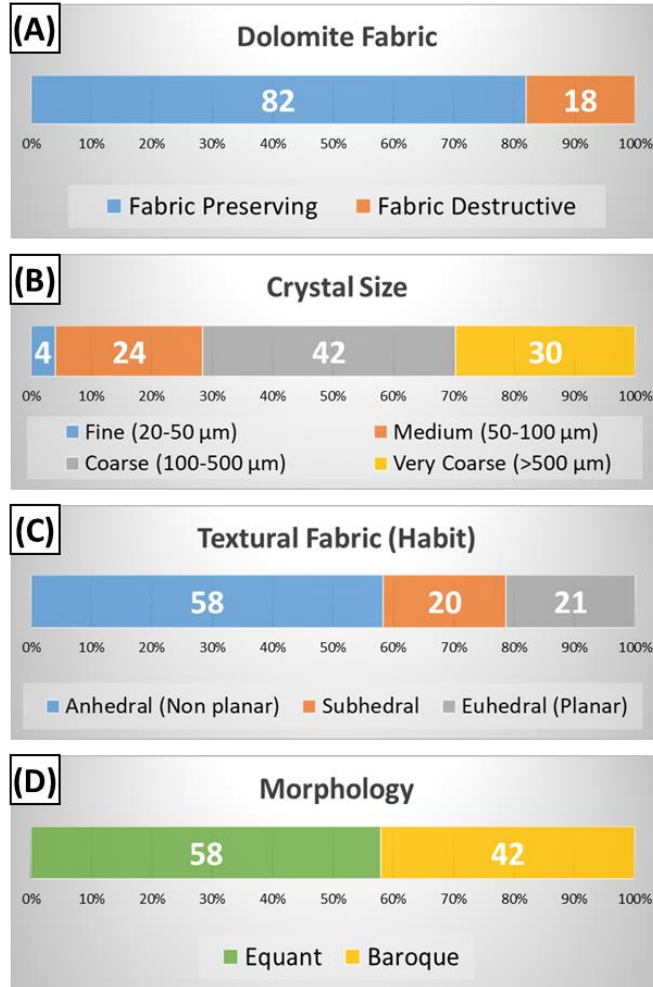 (A)
Dolomite Fabric
82 18
0% 10% 20% 30% 40% 50% 60% 70% 80% 90% 100%
Fabric Preserving Fabric Destructive
(B)
Crystal Size
4 24 42 30
0% 10% 20% 30% 40% 50% 60% 70% 80% 90% 100%
Fine (20-50 µm) Medium (50-100 µm)
Coarse (100-500 µm) Very Coarse (>500 µm)
(C)
Textural Fabric (Habit)
58 20 21
0% 10% 20% 30% 40% 50% 60% 70% 80% 90% 100%
Anhedral (Non planar) Subhedral Euhedral (Planar)
(D)
Morphology
58 42
0% 10% 20% 30% 40% 50% 60% 70% 80% 90% 100%
Equant Baroque